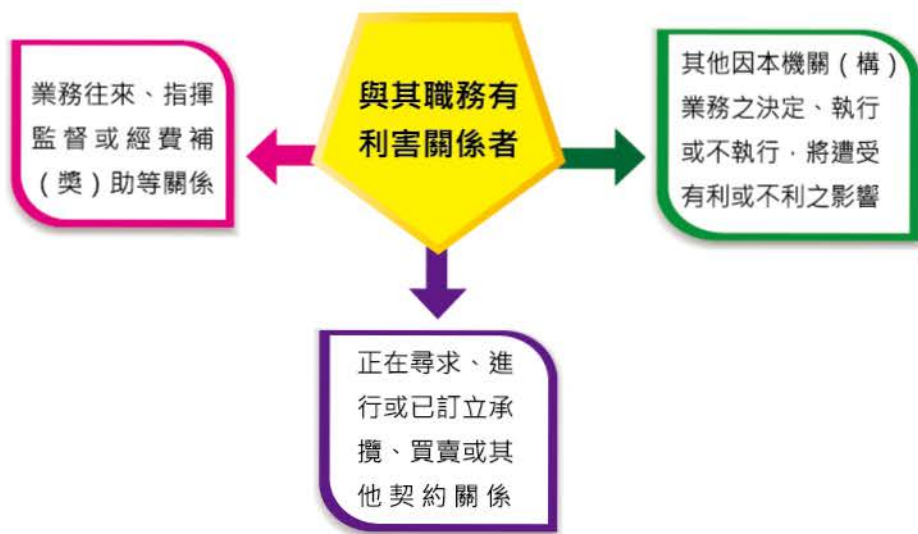 與其職務有
利害關係者
業務往來、指揮
監督或經費補
（獎）助等關係
其他因本機關（構）
業務之決定、執行
或不執行，將遭受
有利或不利之影響
正在尋求、進
行或已訂立承
攬、買賣或其
他契約關係